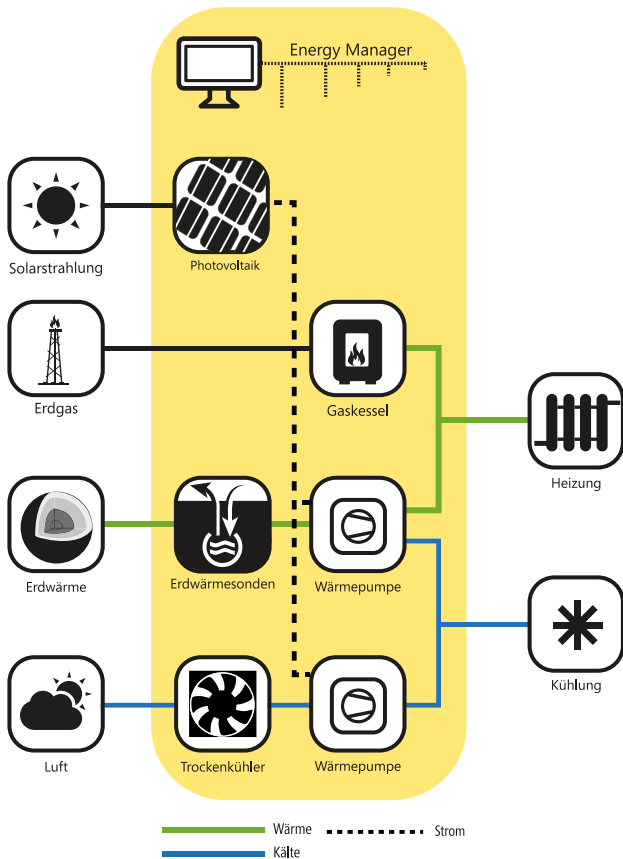 Energy Manager
Solarstrahlung
Photovoltaik
Erdgas
Gaskessel
Heizung
Erdwärme
Erdwärmesonden
Wärmepumpe
Kühlung
Luft
Trockenkühler
Wärmepumpe
Wärme
Strom
Kälte